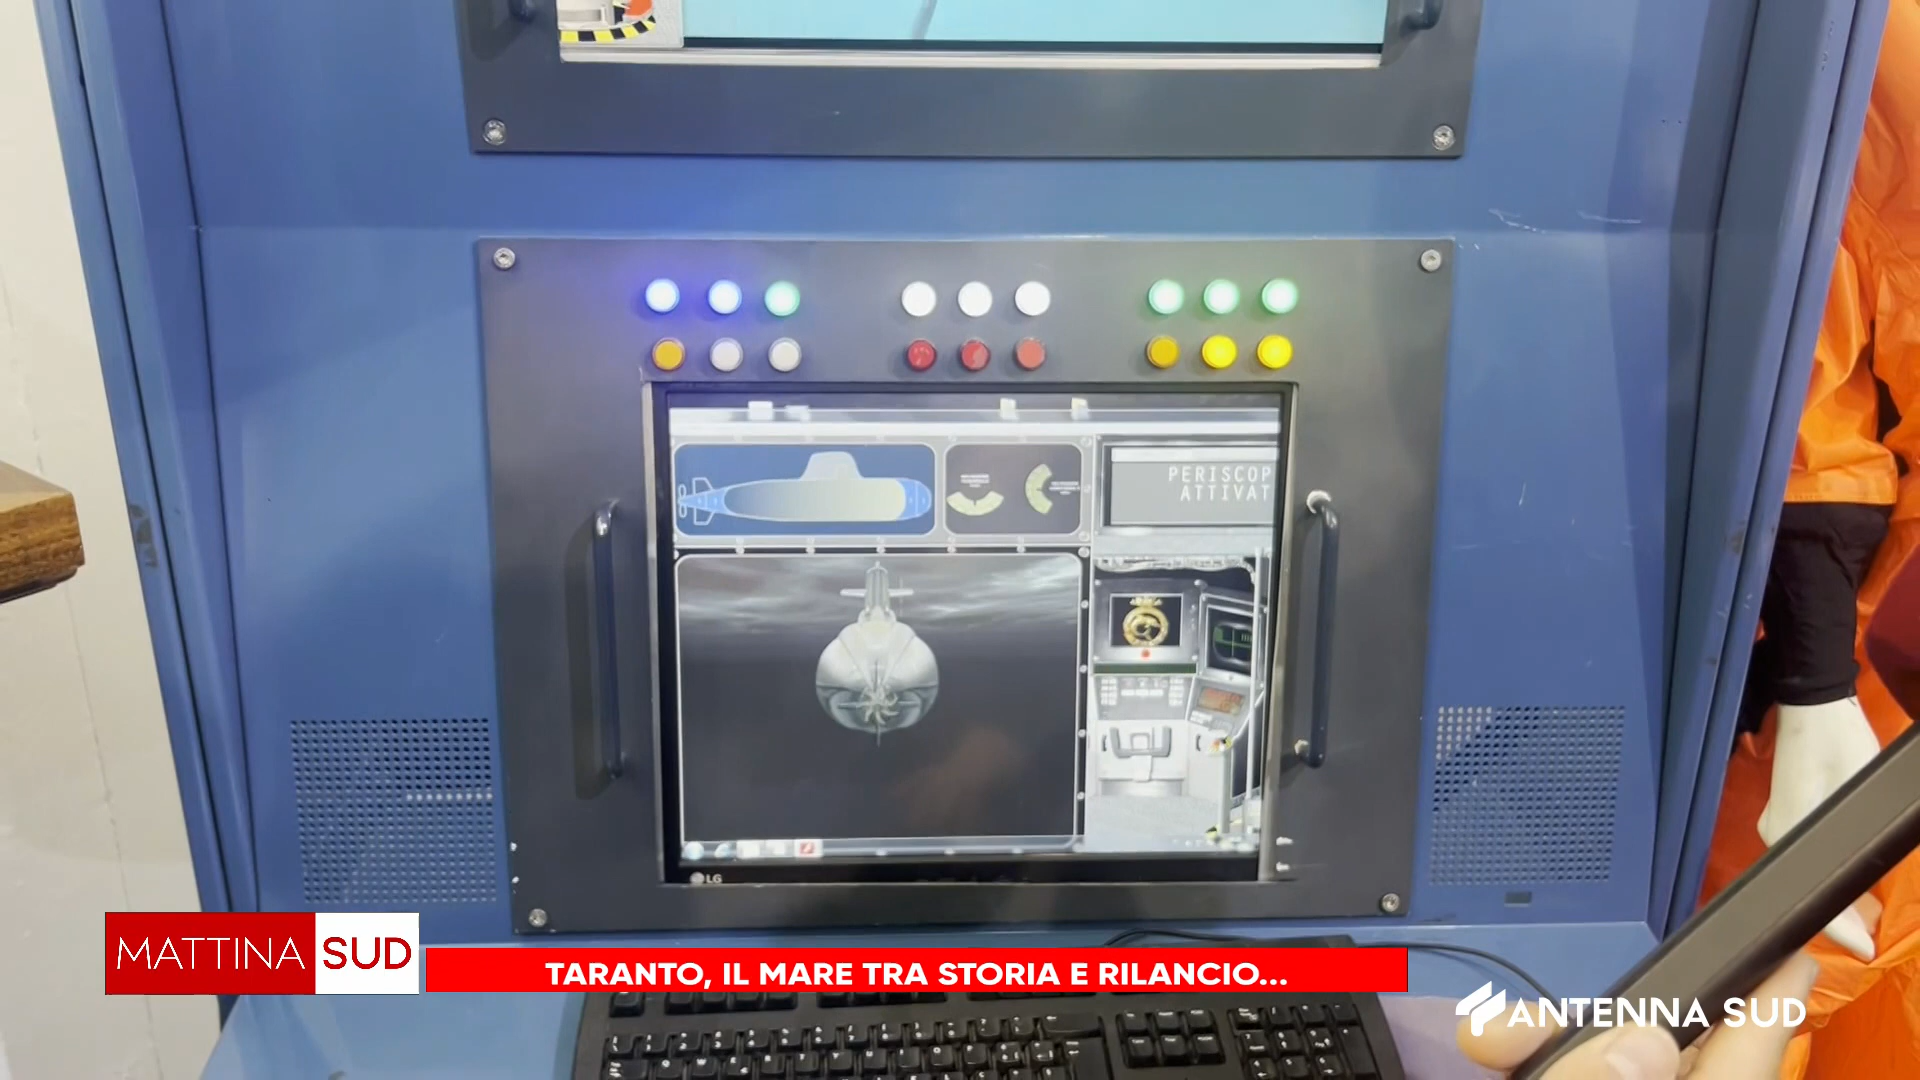 PERISCOP
ATTIVAT
LG
MATTINA SUD
TARANTO, IL MARE TRA STORIA E RILANCIO...
ANTENNA SUD